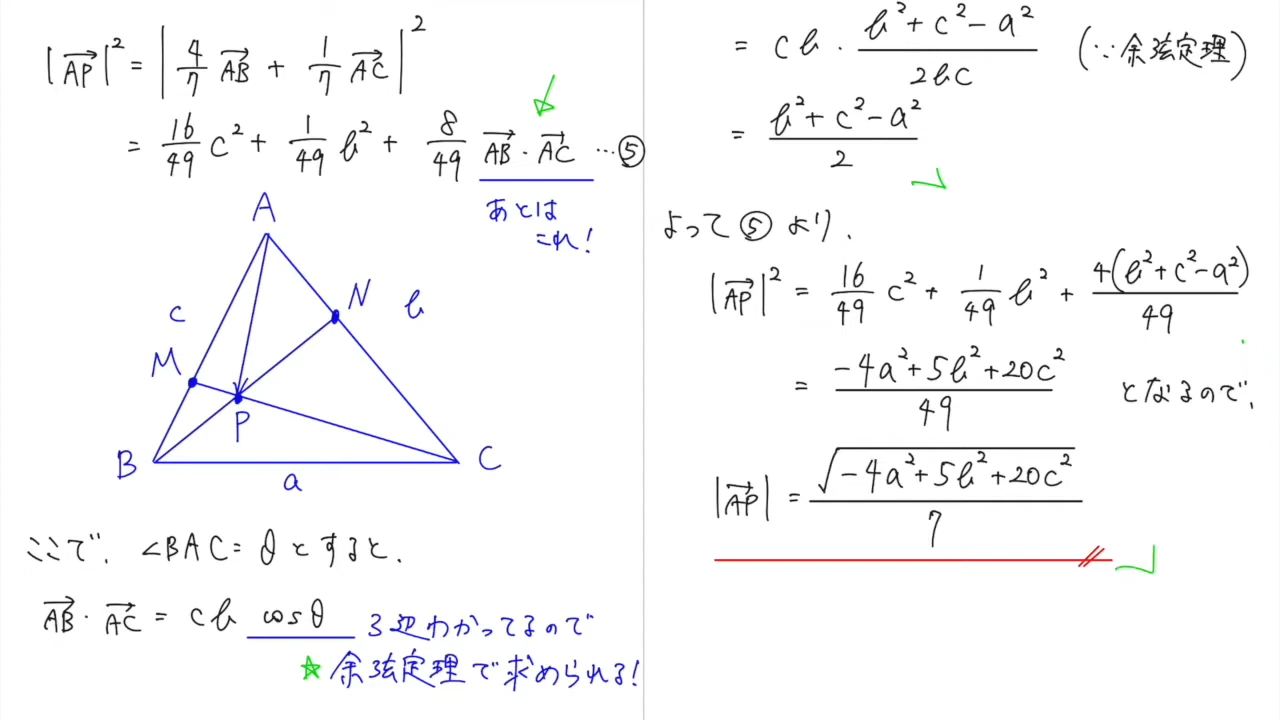 |AP→|² = |4/7 AB→ + 1/7 AC→|²
= 16/49 c² + 1/49 b² + 8/49 AB→・AC→ …⑤
あとは
これ!
A
N
b
c
M
P
B
C
a
ここで、∠BAC=θとすると、
AB→・AC→ = cb cosθ 3辺わかってるので
☆余弦定理で求められる!
= cb・(b²+c²-a²)/2bc (∵余弦定理)
= (b²+c²-a²)/2
よって⑤より、
|AP→|² = 16/49 c² + 1/49 b² + 4(b²+c²-a²)/49
= (-4a²+5b²+20c²)/49 となるので、
|AP→| = √(-4a²+5b²+20c²)/7